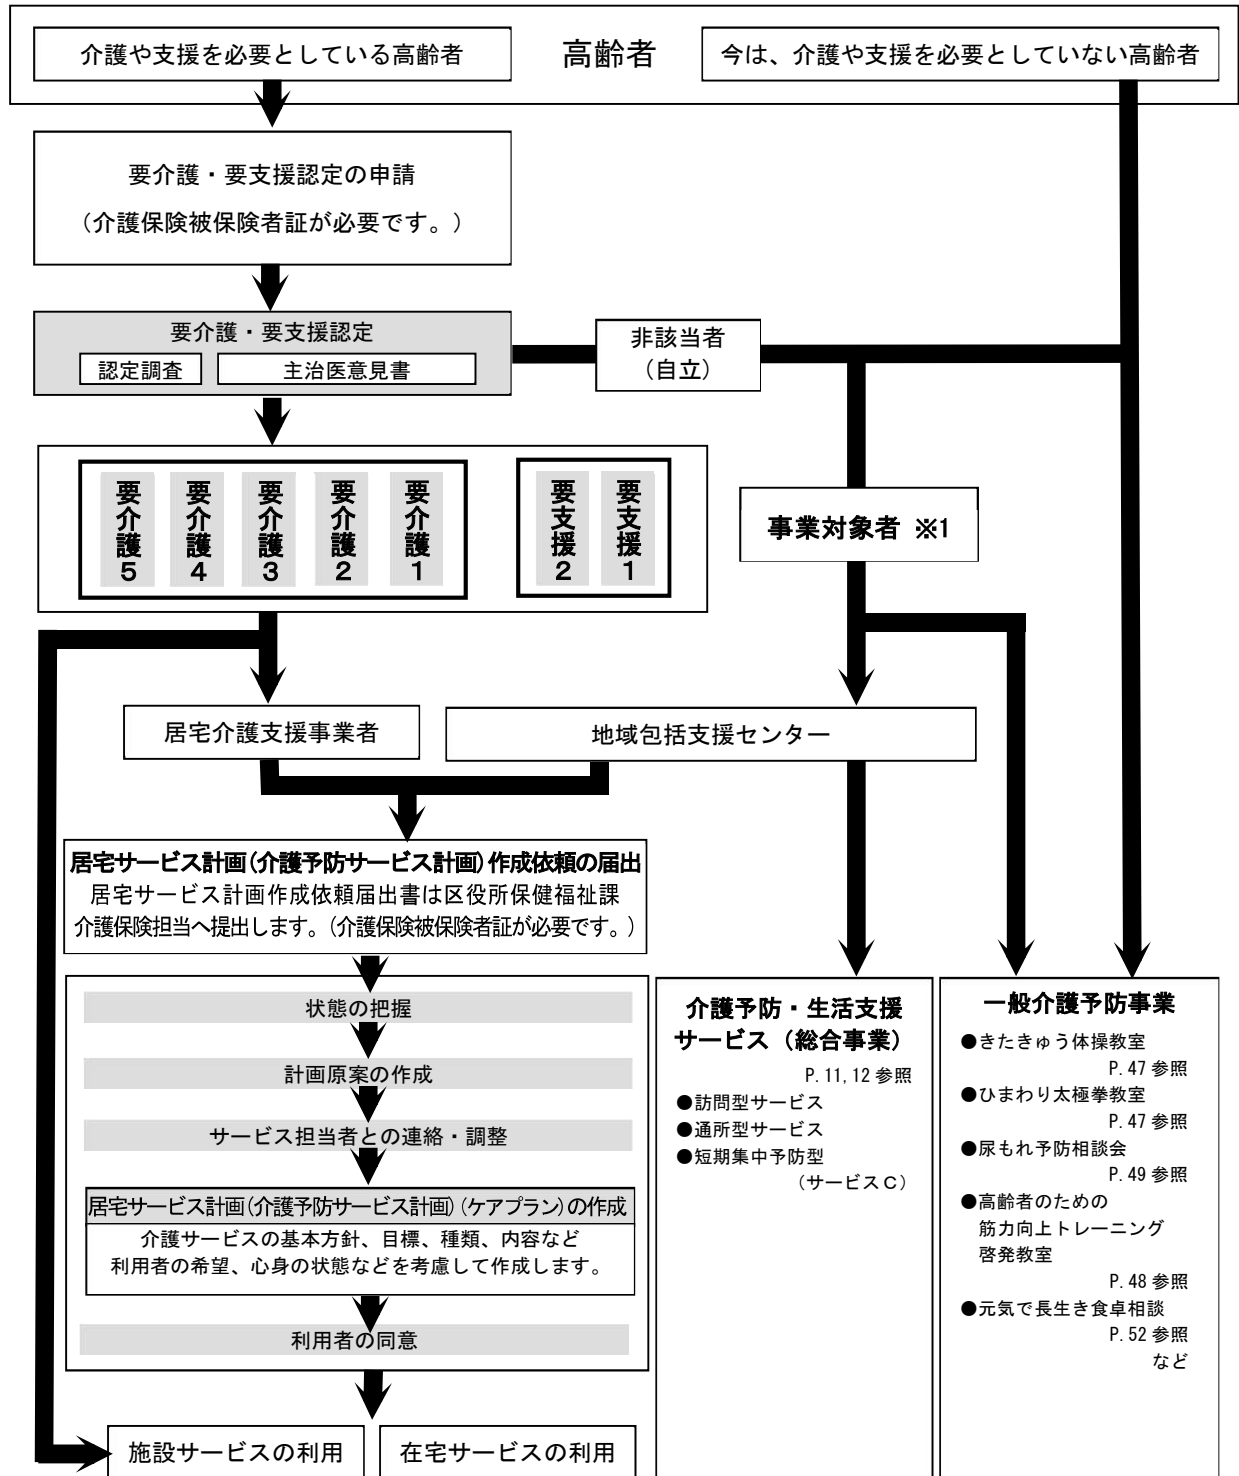 高齢者
介護や支援を必要としている高齢者
今は、介護や支援を必要としていない高齢者
要介護・要支援認定の申請
（介護保険被保険者証が必要です。）
要介護・要支援認定
認定調査
主治医意見書
非該当者
（自立）
要介護５
要介護４
要介護３
要介護２
要介護１
要支援２
要支援１
事業対象者 ※1
居宅介護支援事業者
地域包括支援センター
居宅サービス計画(介護予防サービス計画)作成依頼の届出
居宅サービス計画作成依頼届出書は区役所保健福祉課
介護保険担当へ提出します。(介護保険被保険者証が必要です。)
状態の把握
計画原案の作成
サービス担当者との連絡・調整
居宅サービス計画(介護予防サービス計画)(ケアプラン)の作成
介護サービスの基本方針、目標、種類、内容など
利用者の希望、心身の状態などを考慮して作成します。
利用者の同意
施設サービスの利用
在宅サービスの利用
介護予防・生活支援
サービス（総合事業）
P.11,12参照
●訪問型サービス
●通所型サービス
●短期集中予防型
（サービスＣ）
一般介護予防事業
●きたきゅう体操教室
P.47参照
●ひまわり太極拳教室
P.47参照
●尿もれ予防相談会
P.49参照
●高齢者のための
筋力向上トレーニング
啓発教室
P.48参照
●元気で長生き食卓相談
P.52参照
など